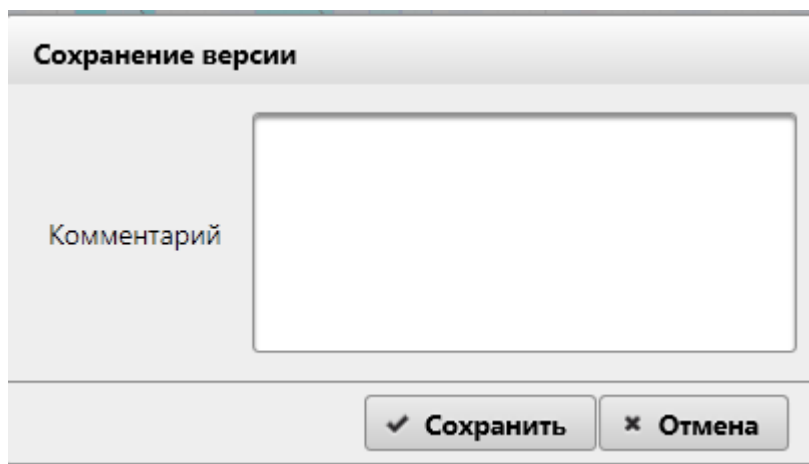 Сохранение версии
Комментарий
Сохранить Отмена